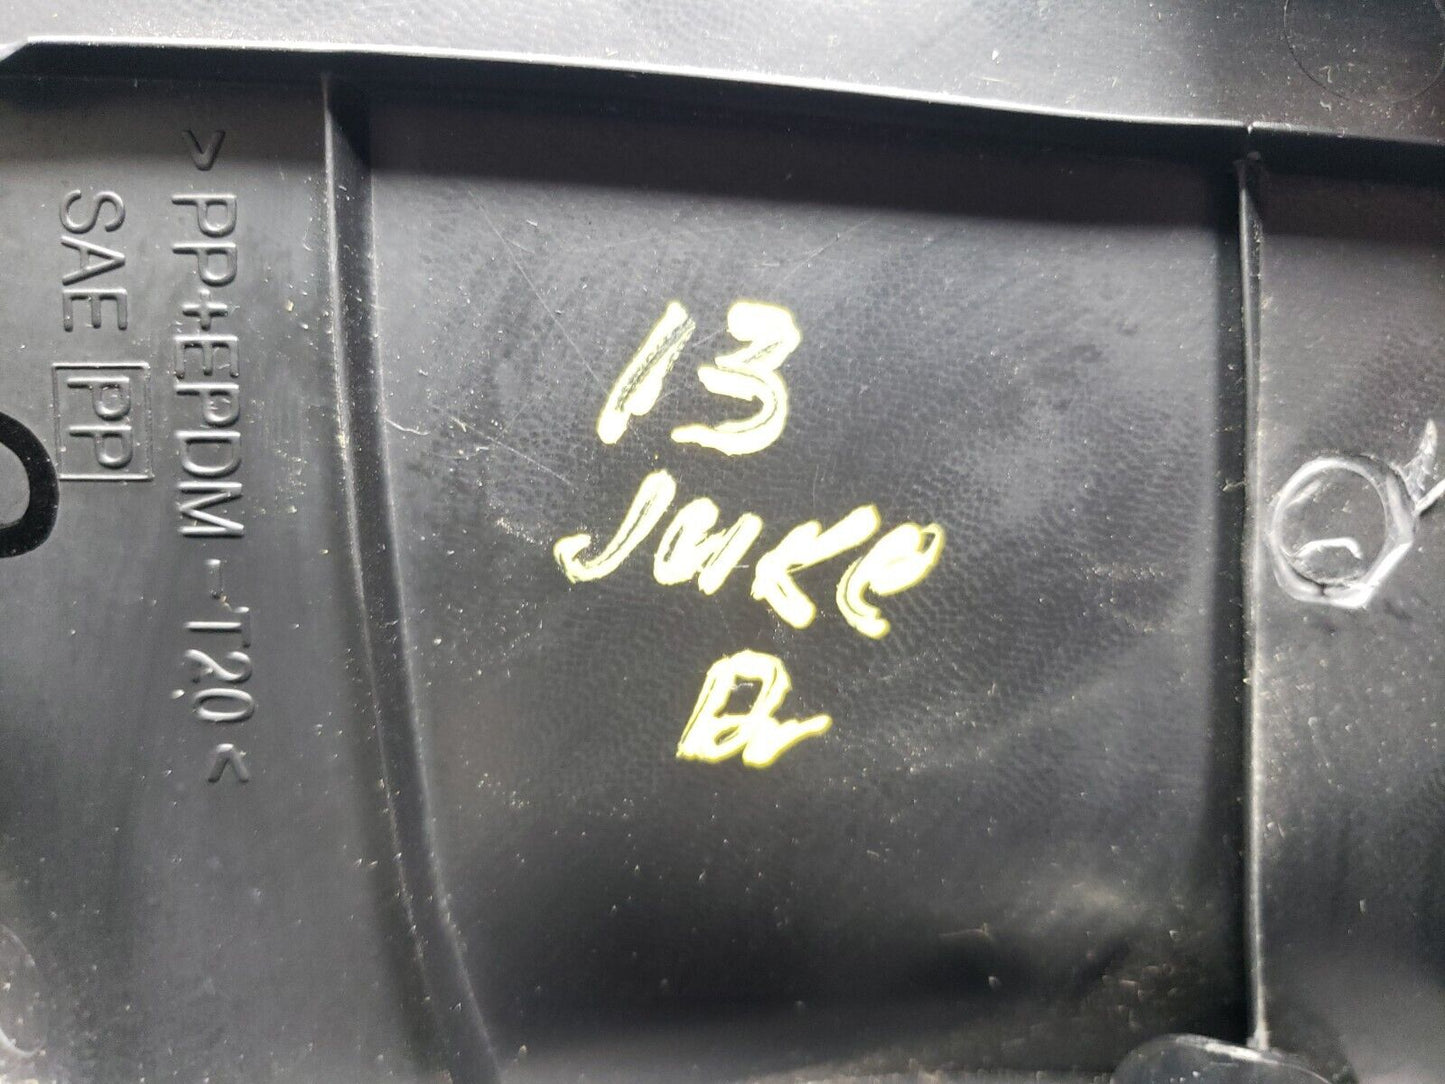 >PP+EPDM-T20<
SAE PP
13
Juke
Dr